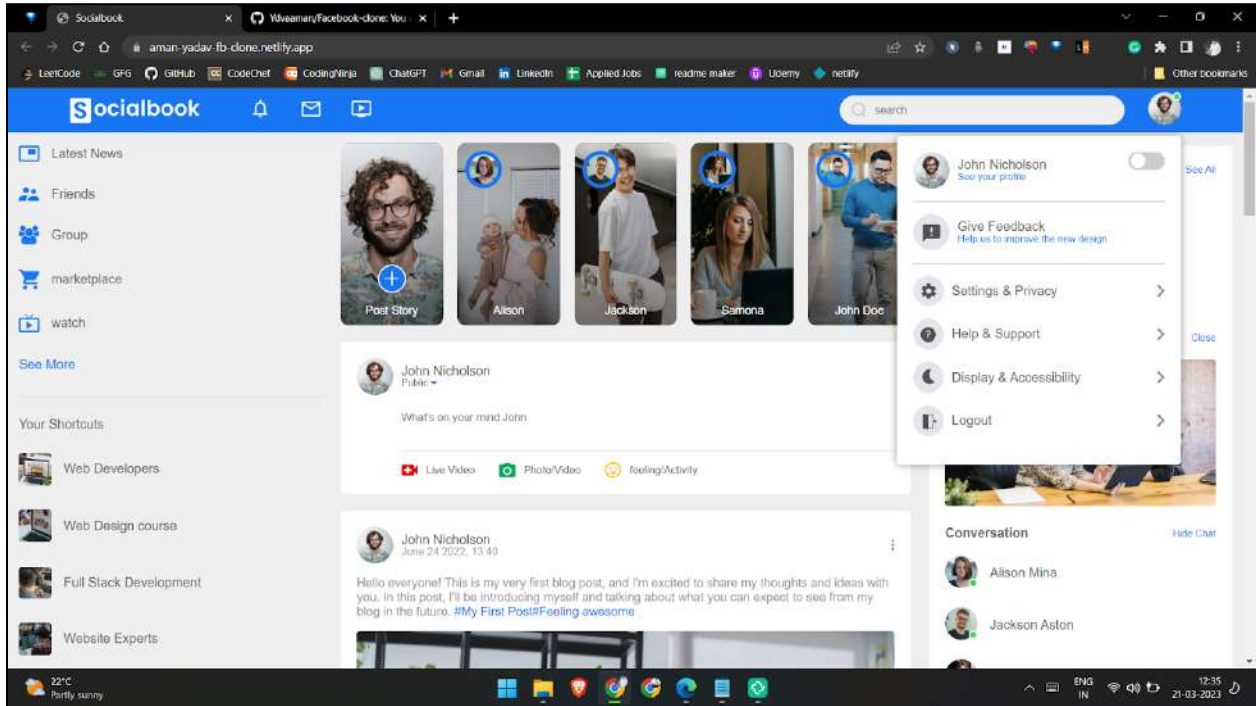 Socialbook
Ydvaaman/Facebook-clone: You
aman-yadav-fb-clone.netlify.app
LeetCode GFG GitHub CodeChef CodingNinja ChatGPT Gmail LinkedIn Applied Jobs readme maker Udemy netlify Other bookmarks
Socialbook
search
Latest News
Friends
Group
marketplace
watch
See More
Your Shortcuts
Web Developers
Web Design course
Full Stack Development
Website Experts
Post Story
Alison
Jackson
Samona
John Doe
John Nicholson
Public
What's on your mind John
Live Video Photo/Video feeling/Activity
John Nicholson
June 24 2022, 13:40
Hello everyone! This is my very first blog post, and I'm excited to share my thoughts and ideas with
you. In this post, I'll be introducing myself and talking about what you can expect to see from my
blog in the future. #My First Post#Feeling awesome
John Nicholson
See your profile
Give Feedback
Help us to improve the new design
Settings & Privacy
Help & Support
Display & Accessibility
Logout
See All
Close
Conversation Hide Chat
Alison Mina
Jackson Aston
22°C
Partly sunny
ENG
IN
12:35
21-03-2023